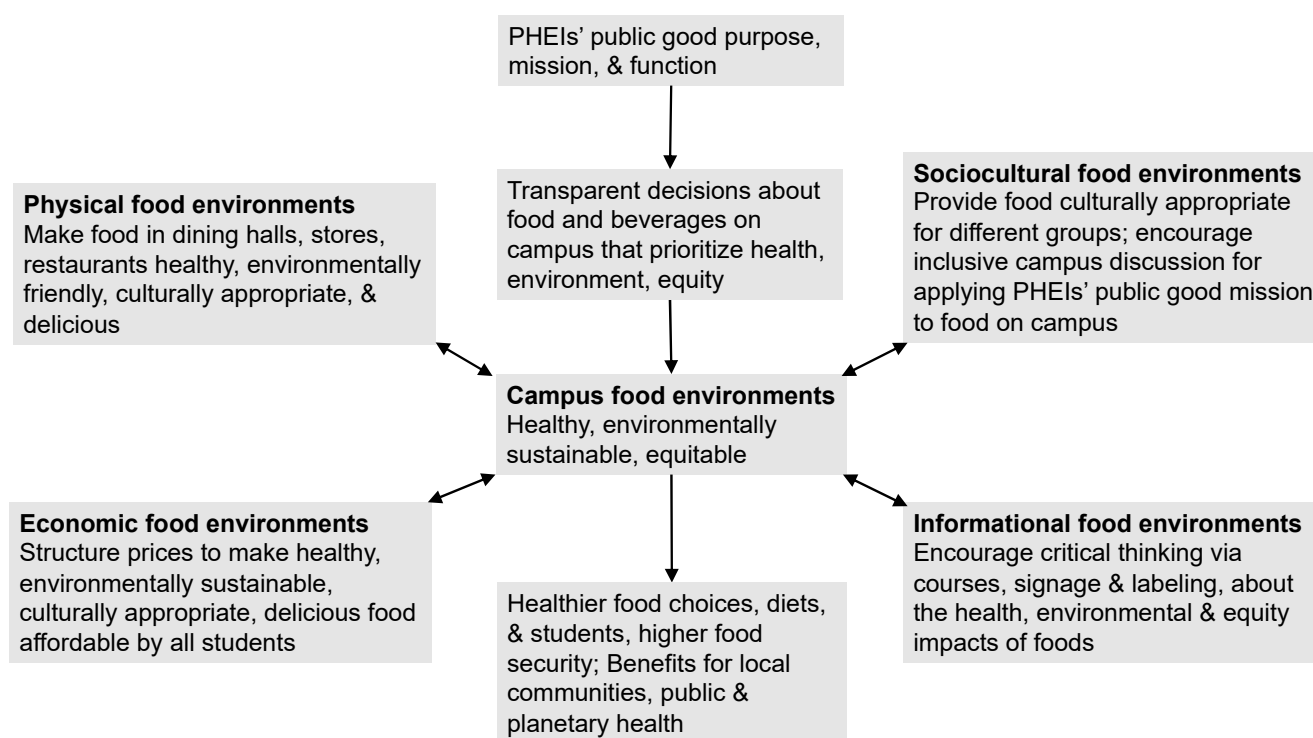 PHEIs’ public good purpose,
mission, & function
Transparent decisions about
food and beverages on
campus that prioritize health,
environment, equity
Physical food environments
Make food in dining halls, stores,
restaurants healthy, environmentally
friendly, culturally appropriate, &
delicious
Sociocultural food environments
Provide food culturally appropriate
for different groups; encourage
inclusive campus discussion for
applying PHEIs’ public good mission
to food on campus
Campus food environments
Healthy, environmentally
sustainable, equitable
Economic food environments
Structure prices to make healthy,
environmentally sustainable,
culturally appropriate, delicious food
affordable by all students
Informational food environments
Encourage critical thinking via
courses, signage & labeling, about
the health, environmental & equity
impacts of foods
Healthier food choices, diets,
& students, higher food
security; Benefits for local
communities, public &
planetary health